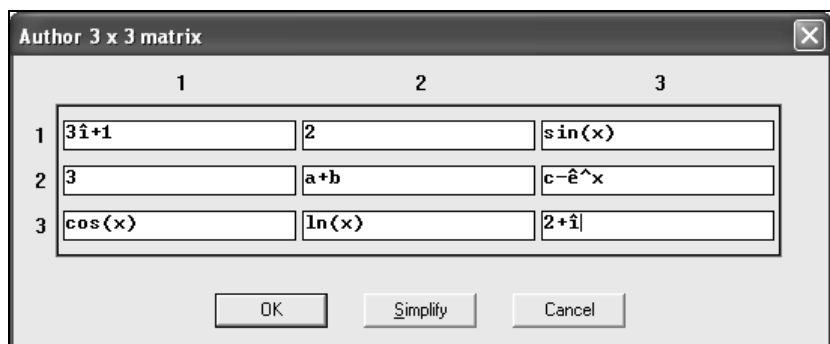 Author 3 x 3 matrix
1 2 3
1 3î+1 2 sin(x)
2 3 a+b c-ê^x
3 cos(x) ln(x) 2+î
OK Simplify Cancel